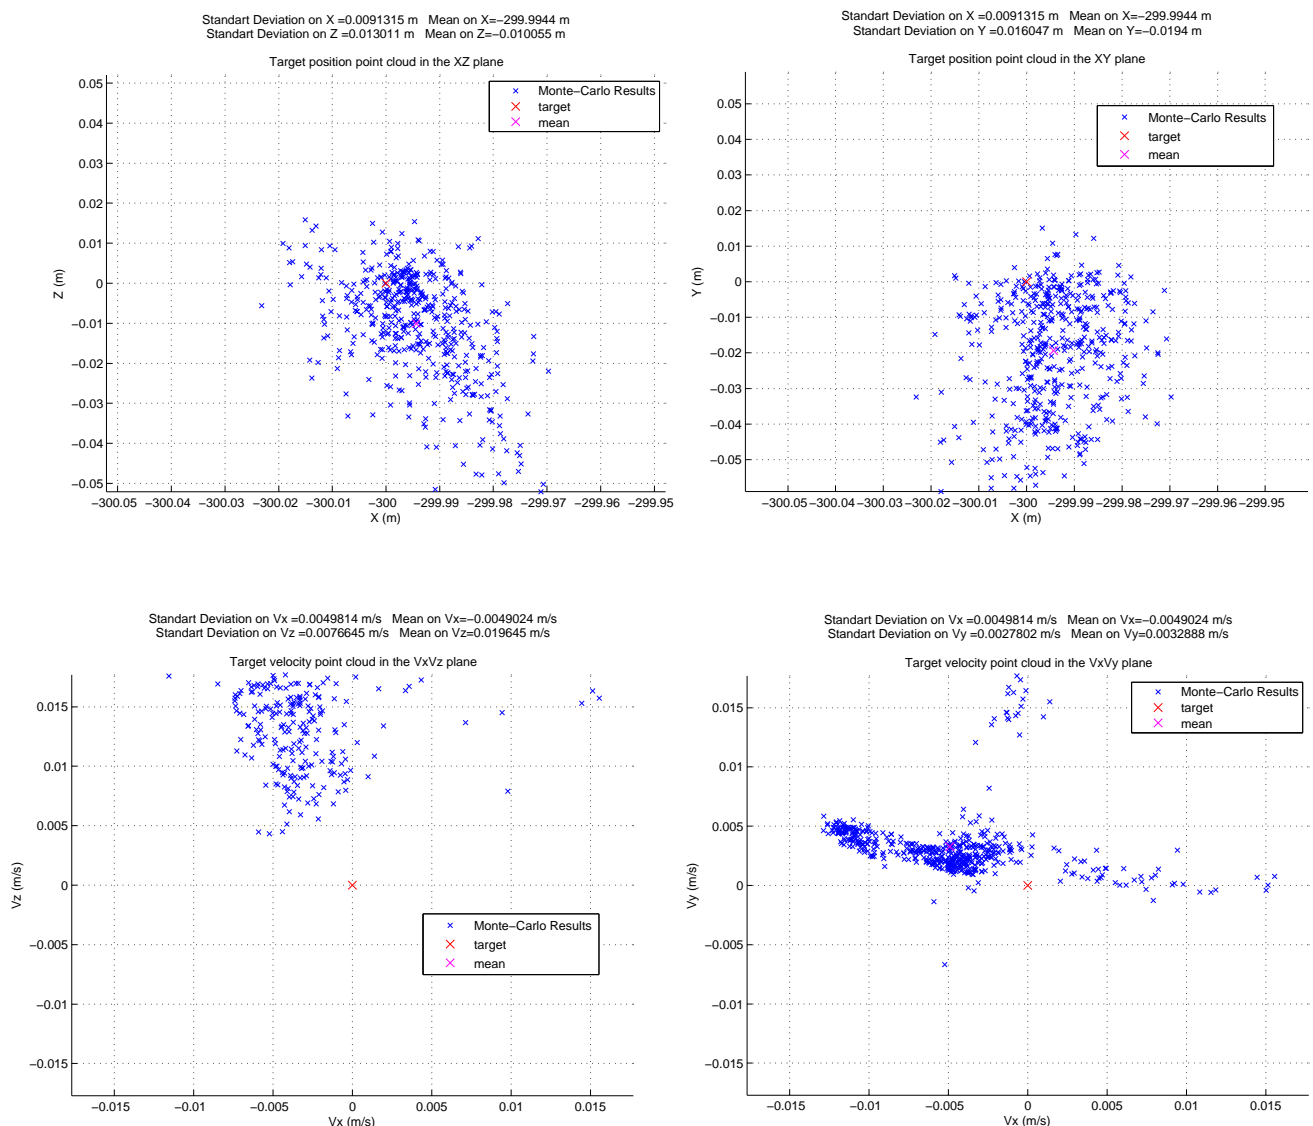 Standart Deviation on X =0.0091315 m   Mean on X=−299.9944 m
Standart Deviation on Z =0.013011 m   Mean on Z=−0.010055 m
Target position point cloud in the XZ plane
0.05
0.04
0.03
0.02
0.01
0
−0.01
−0.02
−0.03
−0.04
−0.05
Z (m)
Monte−Carlo Results
target
mean
−300.05 −300.04 −300.03 −300.02 −300.01 −300 −299.99 −299.98 −299.97 −299.96 −299.95
X (m)
Standart Deviation on X =0.0091315 m   Mean on X=−299.9944 m
Standart Deviation on Y =0.016047 m   Mean on Y=−0.0194 m
Target position point cloud in the XY plane
0.05
0.04
0.03
0.02
0.01
0
−0.01
−0.02
−0.03
−0.04
−0.05
Y (m)
Monte−Carlo Results
target
mean
−300.05 −300.04 −300.03 −300.02 −300.01 −300 −299.99 −299.98 −299.97 −299.96 −299.95
X (m)
Standart Deviation on Vx =0.0049814 m/s   Mean on Vx=−0.0049024 m/s
Standart Deviation on Vz =0.0076645 m/s   Mean on Vz=0.019645 m/s
Target velocity point cloud in the VxVz plane
0.015
0.01
0.005
0
−0.005
−0.01
−0.015
Vz (m/s)
Monte−Carlo Results
target
mean
−0.015 −0.01 −0.005 0 0.005 0.01 0.015
Vx (m/s)
Standart Deviation on Vx =0.0049814 m/s   Mean on Vx=−0.0049024 m/s
Standart Deviation on Vy =0.0027802 m/s   Mean on Vy=0.0032888 m/s
Target velocity point cloud in the VxVy plane
0.015
0.01
0.005
0
−0.005
−0.01
−0.015
Vy (m/s)
Monte−Carlo Results
target
mean
−0.015 −0.01 −0.005 0 0.005 0.01 0.015
Vx (m/s)